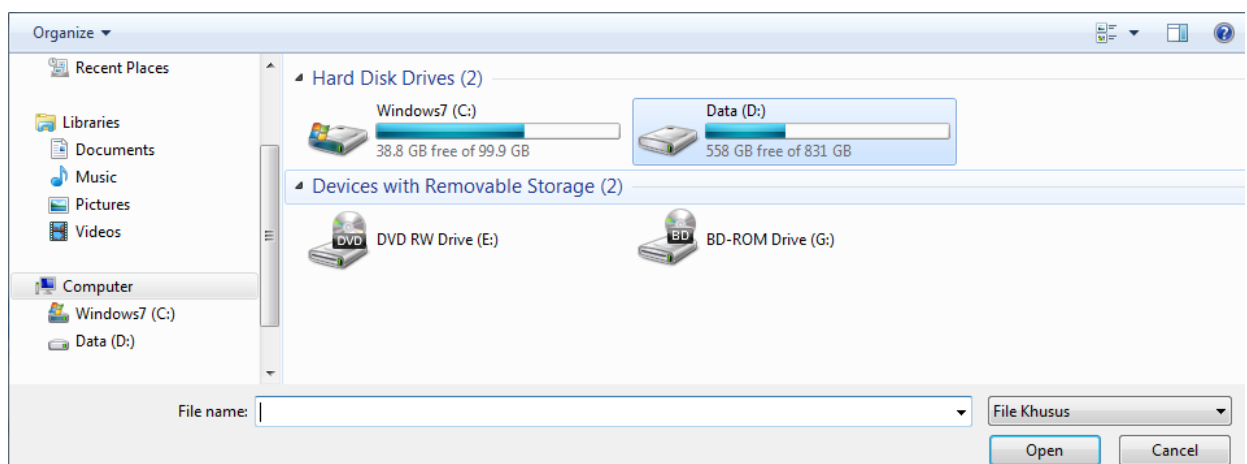 Organize
Recent Places
Libraries
Documents
Music
Pictures
Videos
Computer
Windows7 (C:)
Data (D:)
Hard Disk Drives (2)
Windows7 (C:)
38.8 GB free of 99.9 GB
Data (D:)
558 GB free of 831 GB
Devices with Removable Storage (2)
DVD
DVD RW Drive (E:)
BD
BD-ROM Drive (G:)
File name:
File Khusus
Open
Cancel